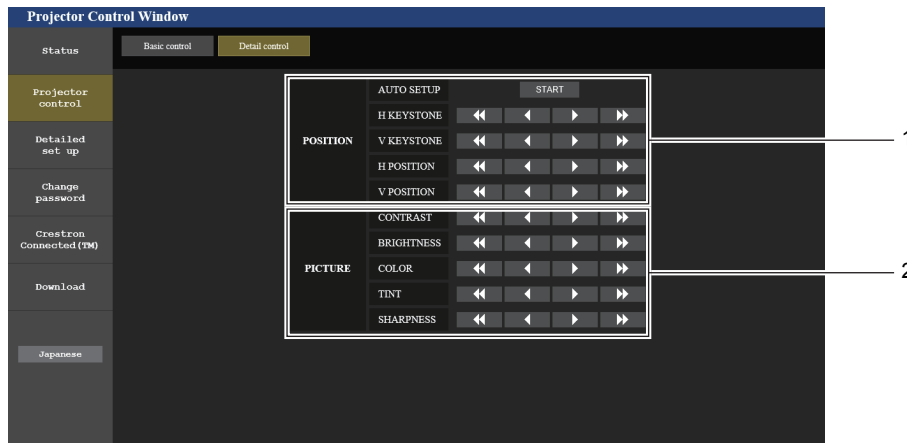 Projector Control Window
Status
Basic control
Detail control
Projector
control
Detailed
set up
Change
password
Crestron
Connected(TM)
Download
Japanese
POSITION
AUTO SETUP
START
H KEYSTONE
V KEYSTONE
H POSITION
V POSITION
PICTURE
CONTRAST
BRIGHTNESS
COLOR
TINT
SHARPNESS
1
2